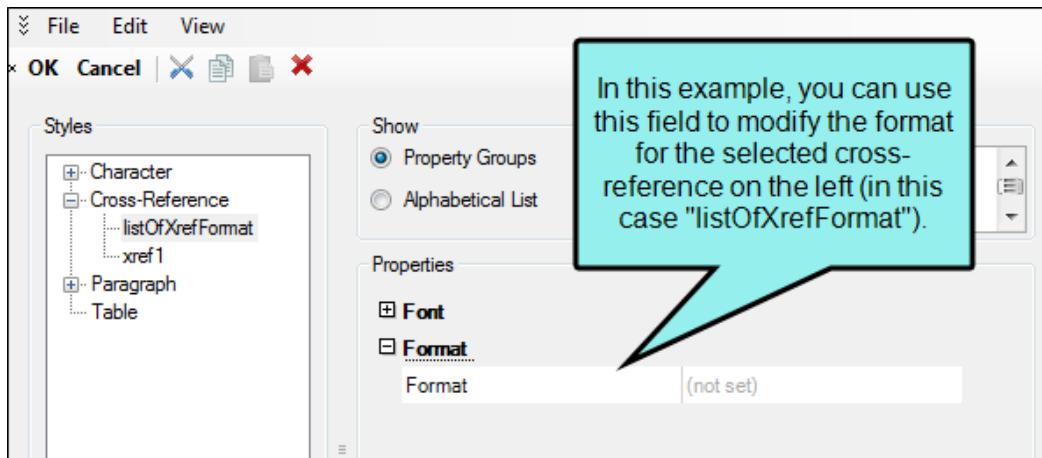 File Edit View
OK Cancel
In this example, you can use
this field to modify the format
for the selected cross-
reference on the left (in this
case "listOfXrefFormat").
Styles
Character
Cross-Reference
listOfXrefFormat
xref1
Paragraph
Table
Show
Property Groups
Alphabetical List
Properties
Font
Format
Format (not set)